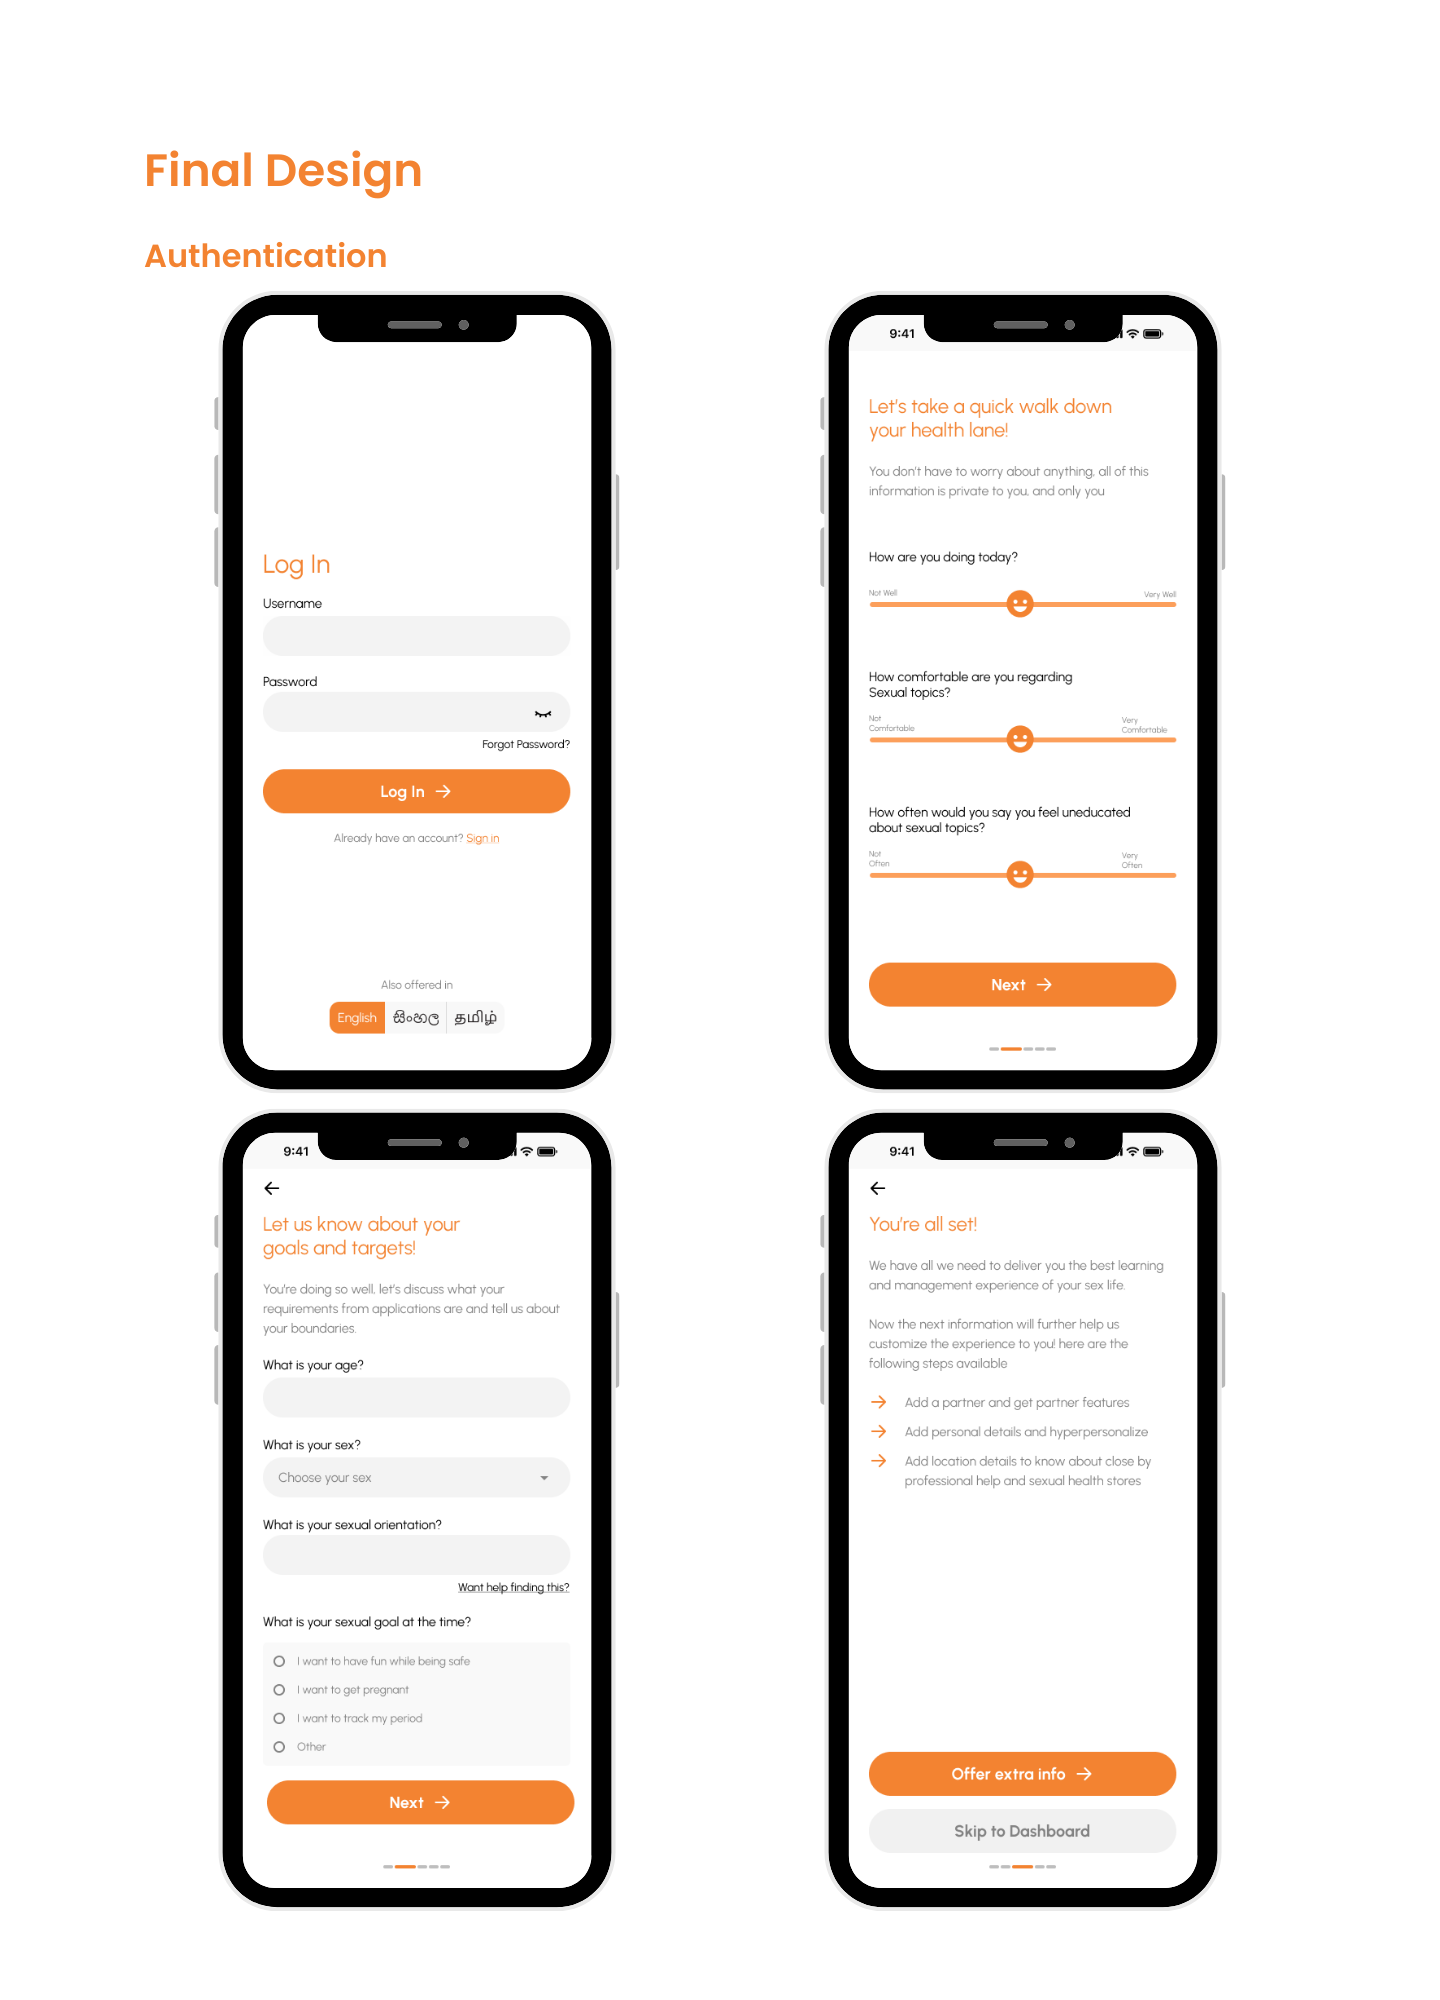 Final Design
Authentication
Log In
Username
Password
Forgot Password?
Log In
Already have an account? Sign in
Also offered in
English
සිංහල
தமிழ்
9:41
Let's take a quick walk down
your health lane!
You don't have to worry about anything, all of this
information is private to you, and only you
How are you doing today?
Not Well
Very Well
How comfortable are you regarding
Sexual topics?
Not
Comfortable
Very
Comfortable
How often would you say you feel uneducated
about sexual topics?
Not
Often
Very
Often
Next
9:41
Let us know about your
goals and targets!
You're doing so well, let's discuss what your
requirements from applications are and tell us about
your boundaries.
What is your age?
What is your sex?
Choose your sex
What is your sexual orientation?
Want help finding this?
What is your sexual goal at the time?
I want to have fun while being safe
I want to get pregnant
I want to track my period
Other
Next
9:41
You're all set!
We have all we need to deliver you the best learning
and management experience of your sex life.
Now the next information will further help us
customize the experience to you! here are the
following steps available
Add a partner and get partner features
Add personal details and hyperpersonalize
Add location details to know about close by
professional help and sexual health stores
Offer extra info
Skip to Dashboard